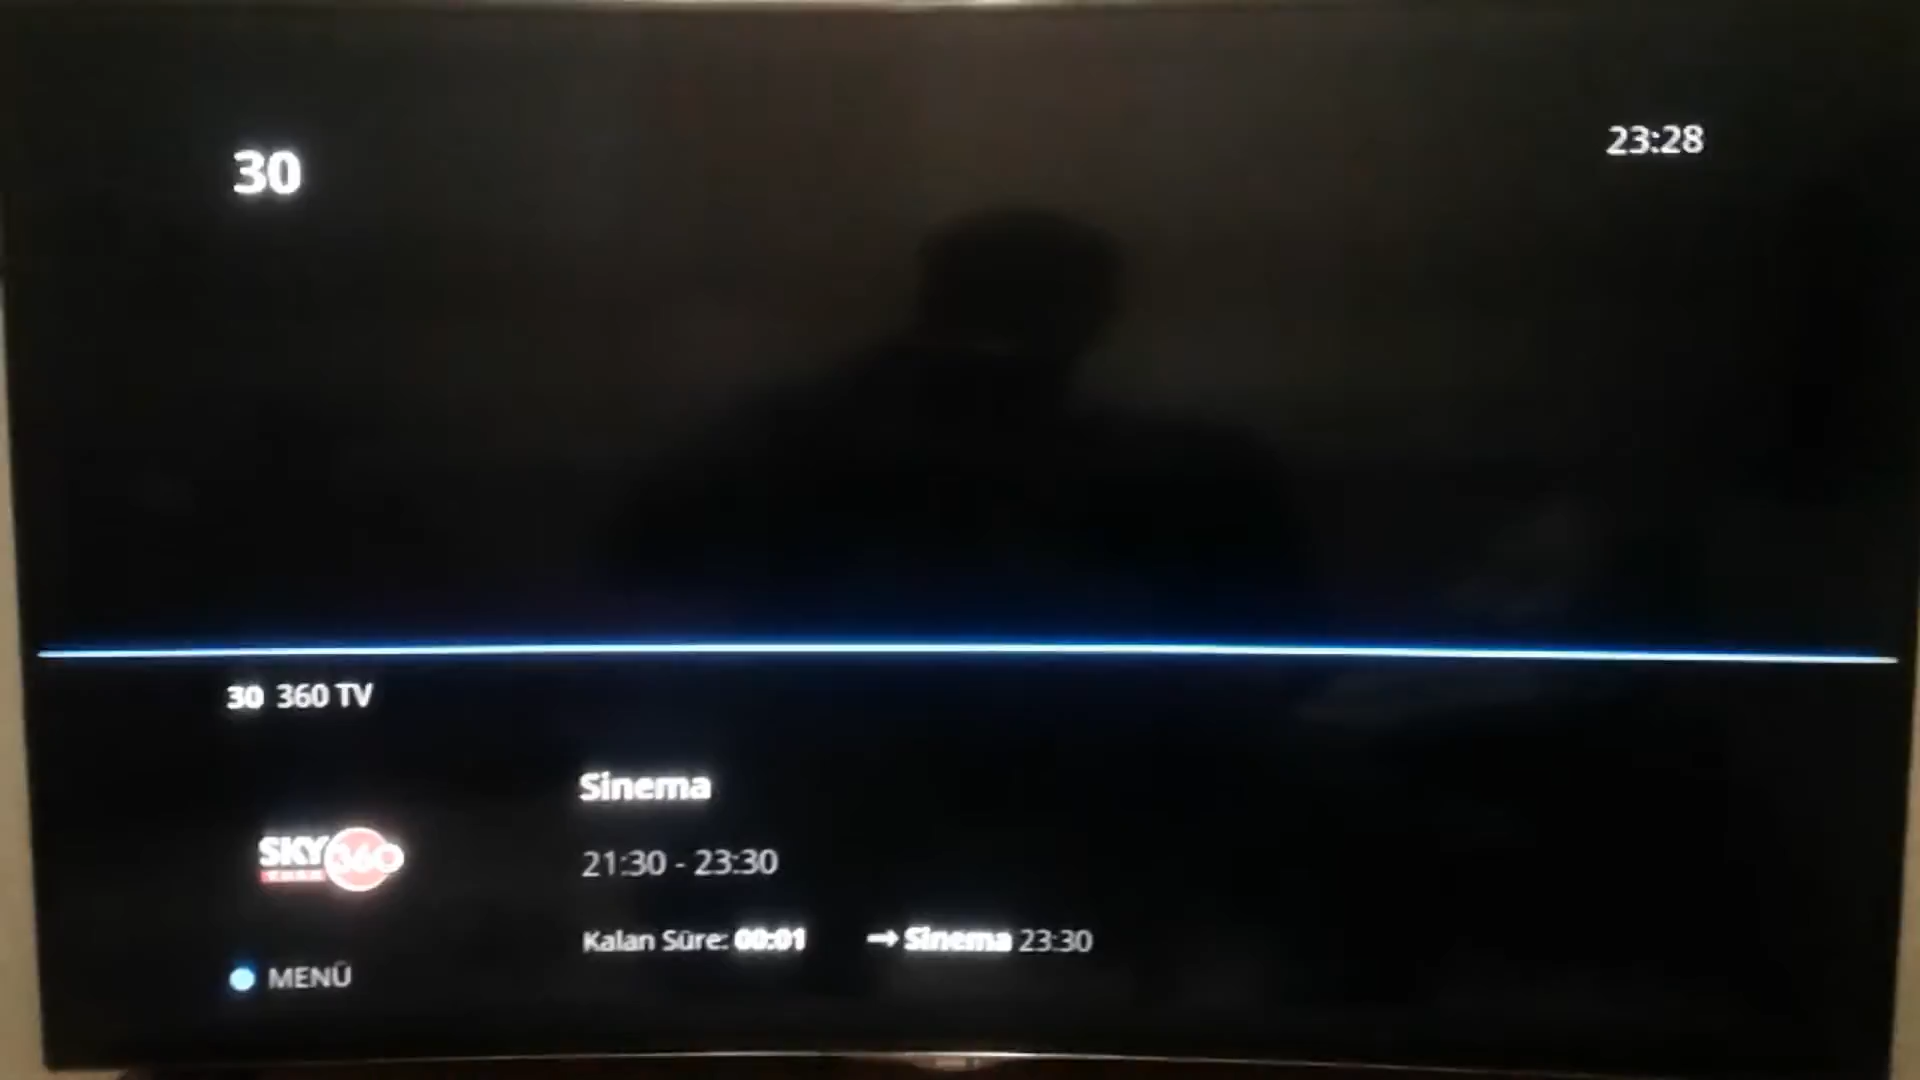 30
23:28
30 360 TV
Sinema
SKY 360
21:30 - 23:30
Kalan Süre: 00:01 → Sinema 23:30
MENÜ